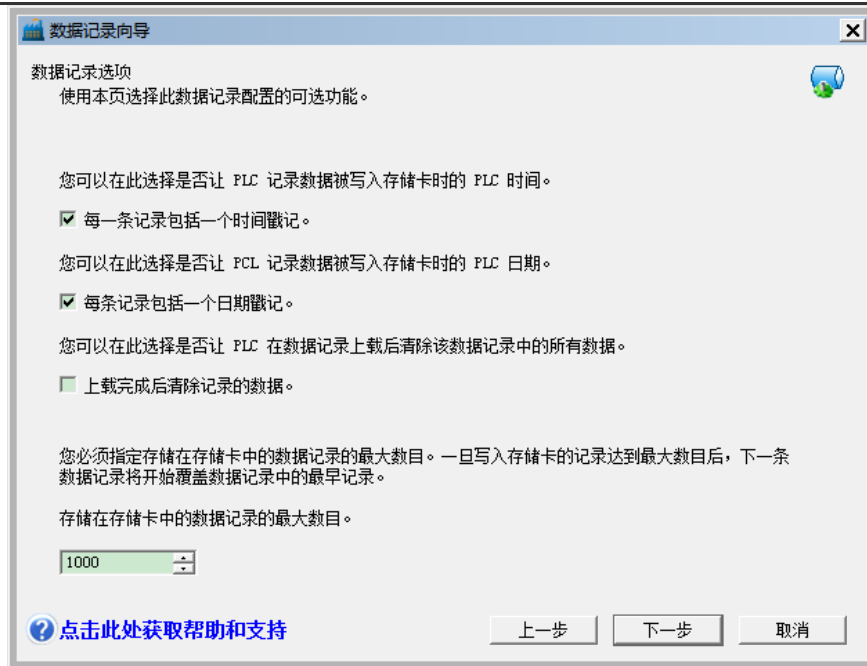 数据记录向导
数据记录选项
使用本页选择此数据记录配置的可选功能。
您可以在此选择是否让 PLC 记录数据被写入存储卡时的 PLC 时间。
每一条记录包括一个时间戳记。
您可以在此选择是否让 PCL 记录数据被写入存储卡时的 PLC 日期。
每条记录包括一个日期戳记。
您可以在此选择是否让 PLC 在数据记录上载后清除该数据记录中的所有数据。
上载完成后清除记录的数据。
您必须指定存储在存储卡中的数据记录的最大数目。一旦写入存储卡的记录达到最大数目后，下一条
数据记录将开始覆盖数据记录中的最早记录。
存储在存储卡中的数据记录的最大数目。
1000
点击此处获取帮助和支持
上一步
下一步
取消